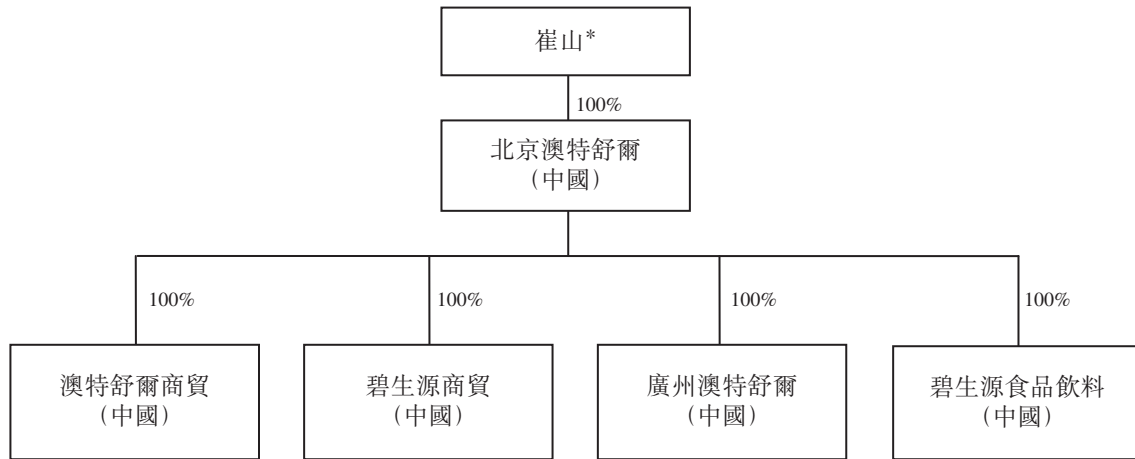 崔山*
100%
北京澳特舒爾
（中國）
100%
100%
100%
100%
澳特舒爾商貿
（中國）
碧生源商貿
（中國）
廣州澳特舒爾
（中國）
碧生源食品飲料
（中國）